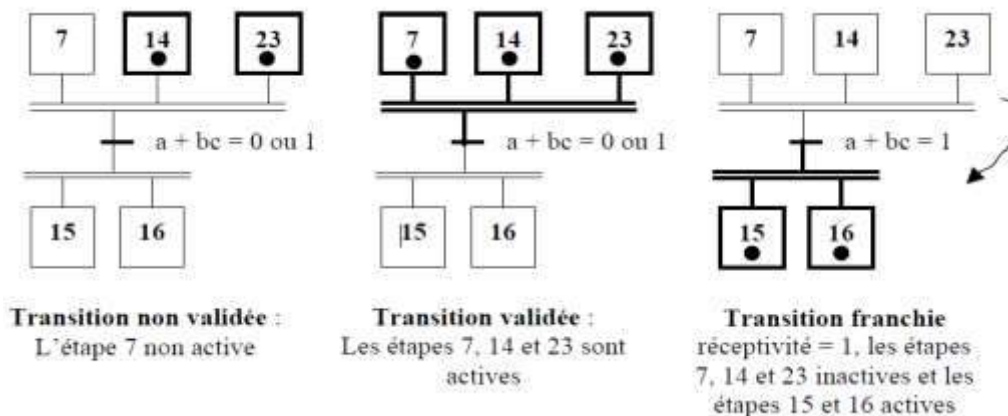 7 14 23
a + bc = 0 ou 1
15 16
Transition non validée :
L'étape 7 non active
7 14 23
a + bc = 0 ou 1
15 16
Transition validée :
Les étapes 7, 14 et 23 sont
actives
7 14 23
a + bc = 1
15 16
Transition franchie
réceptivité = 1, les étapes
7, 14 et 23 inactives et les
étapes 15 et 16 actives